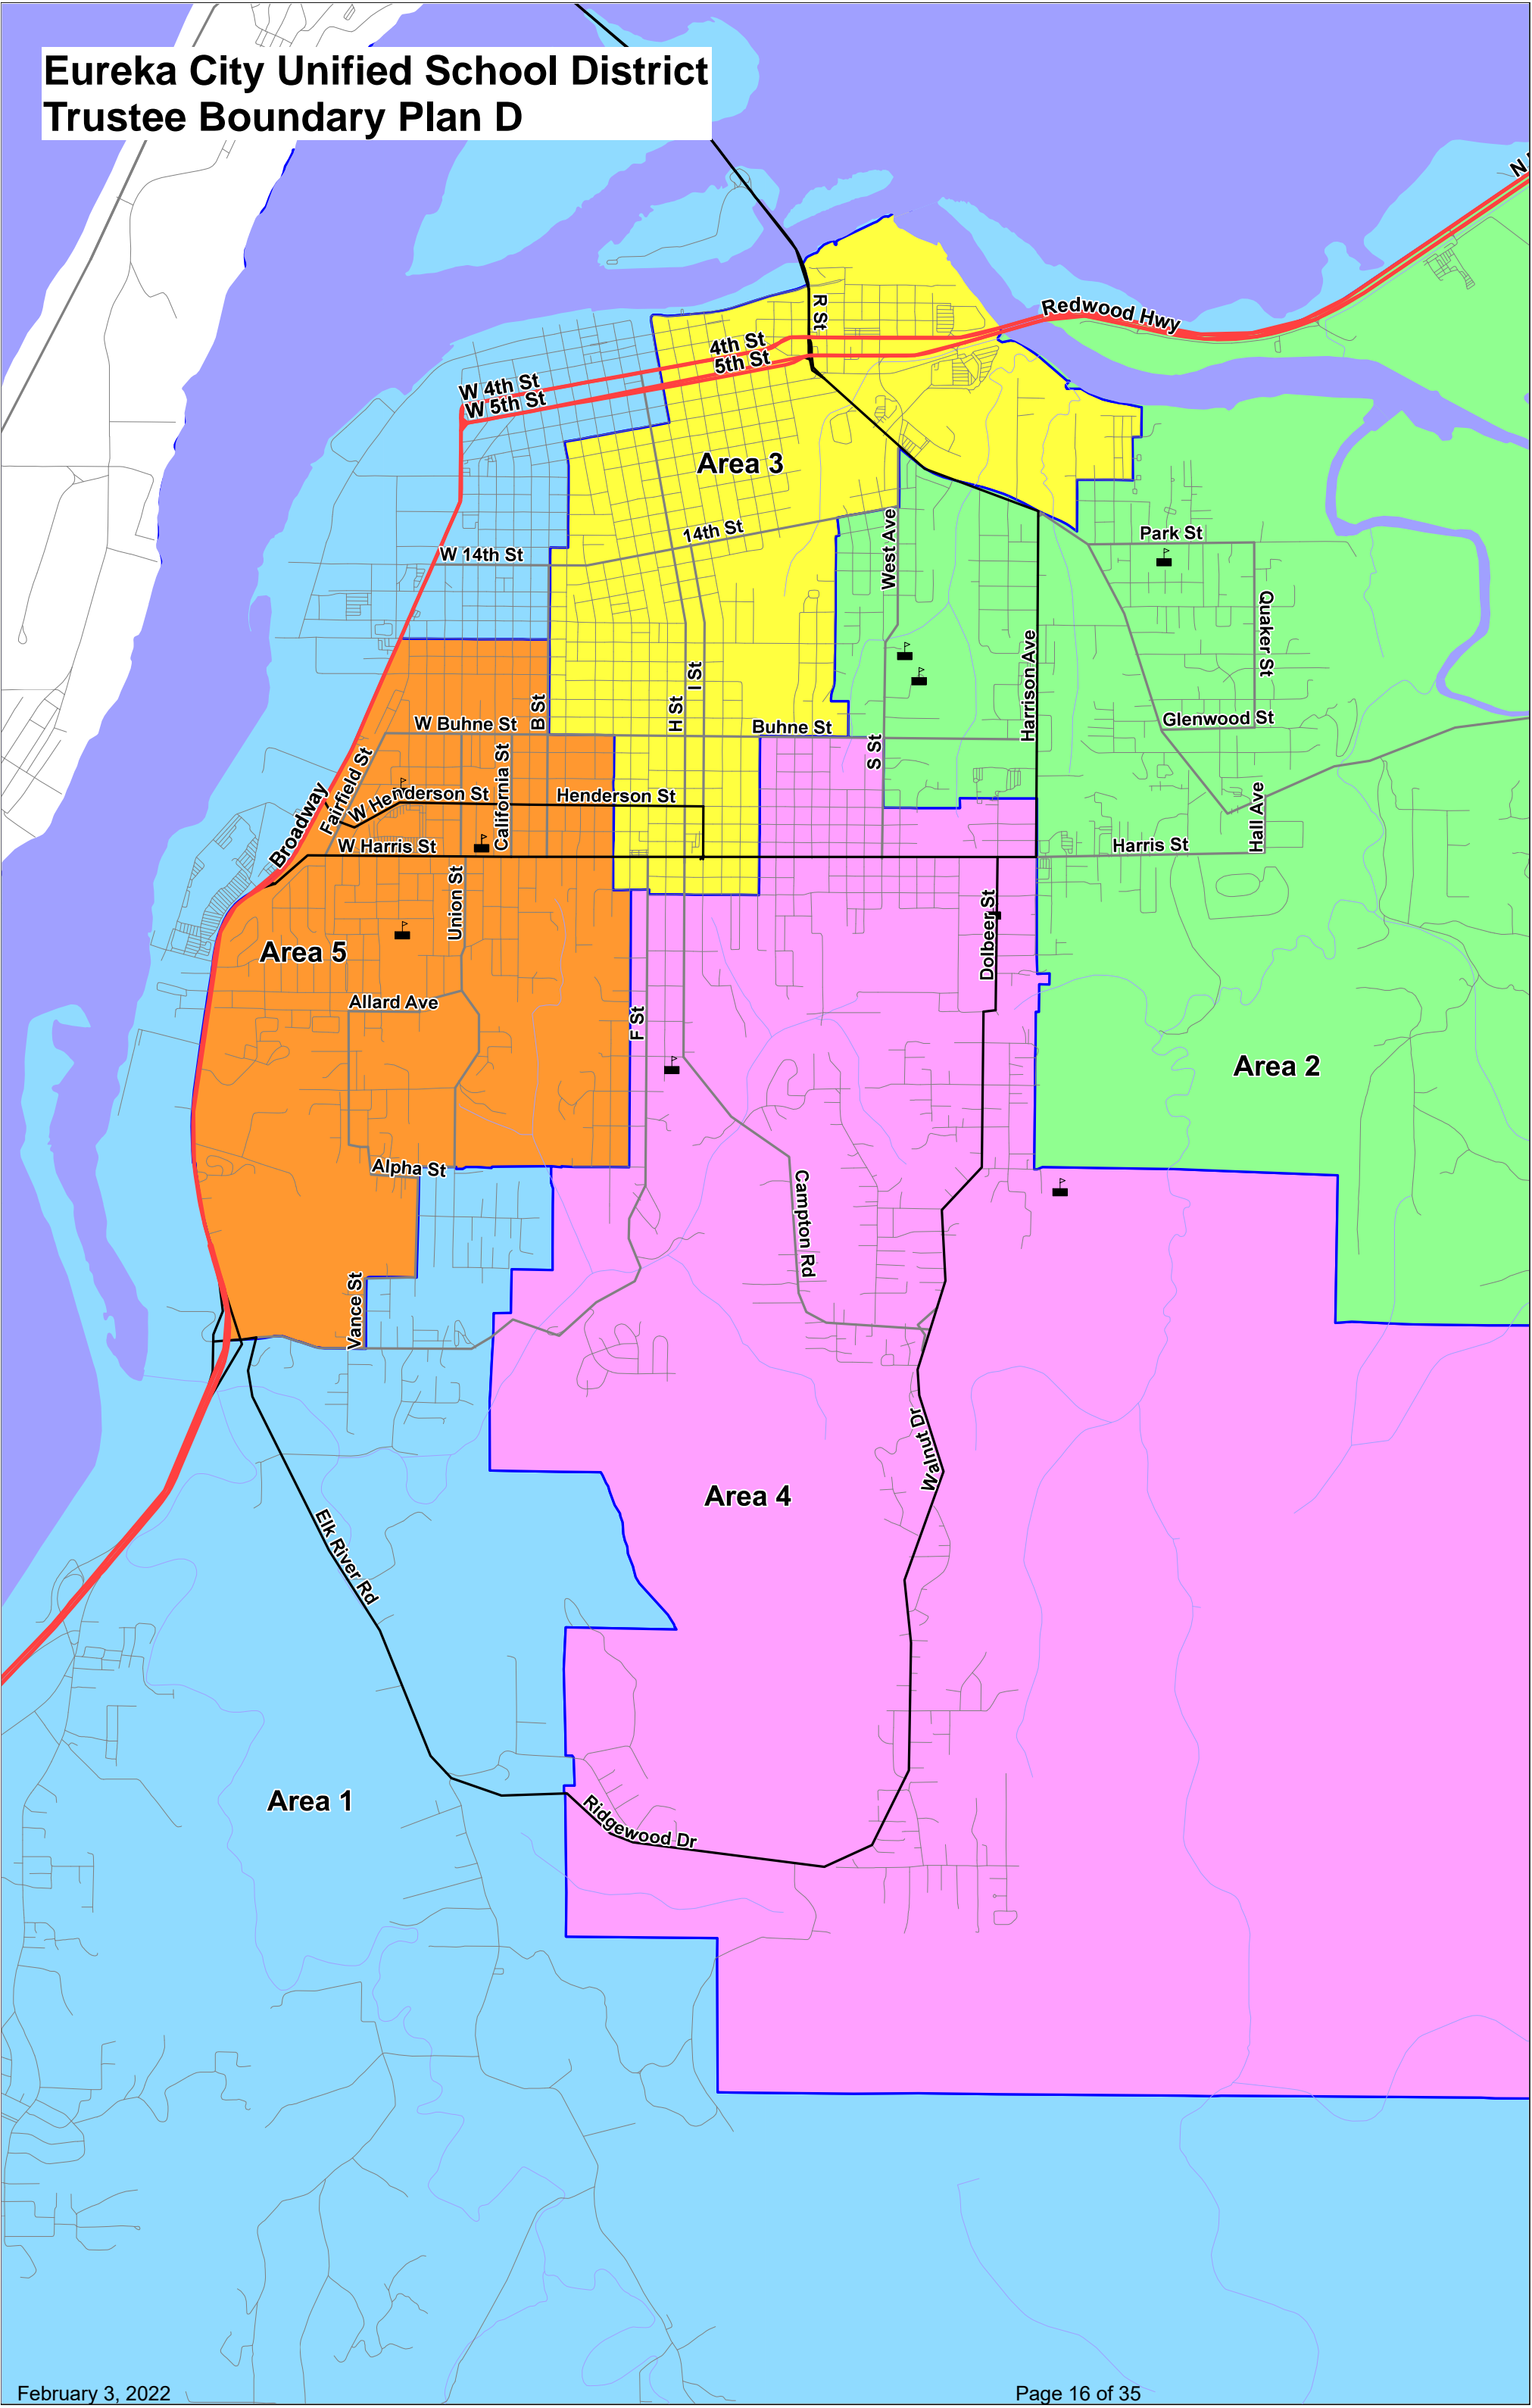 Eureka City Unified School District
Trustee Boundary Plan D
N
Redwood Hwy
R St
4th St
5th St
W 4th St
W 5th St
Area 3
14th St
W 14th St
West Ave
Park St
Quaker St
Harrison Ave
I St
H St
B St
W Buhne St
Buhne St
Glenwood St
S St
Fairfield St
California St
W Henderson St
Henderson St
Broadway
W Harris St
Harris St
Hall Ave
Union St
Dolbeer St
Area 5
Allard Ave
F St
Area 2
Alpha St
Campton Rd
Vance St
Walnut Dr
Area 4
Elk River Rd
Area 1
Ridgewood Dr
February 3, 2022
Page 16 of 35